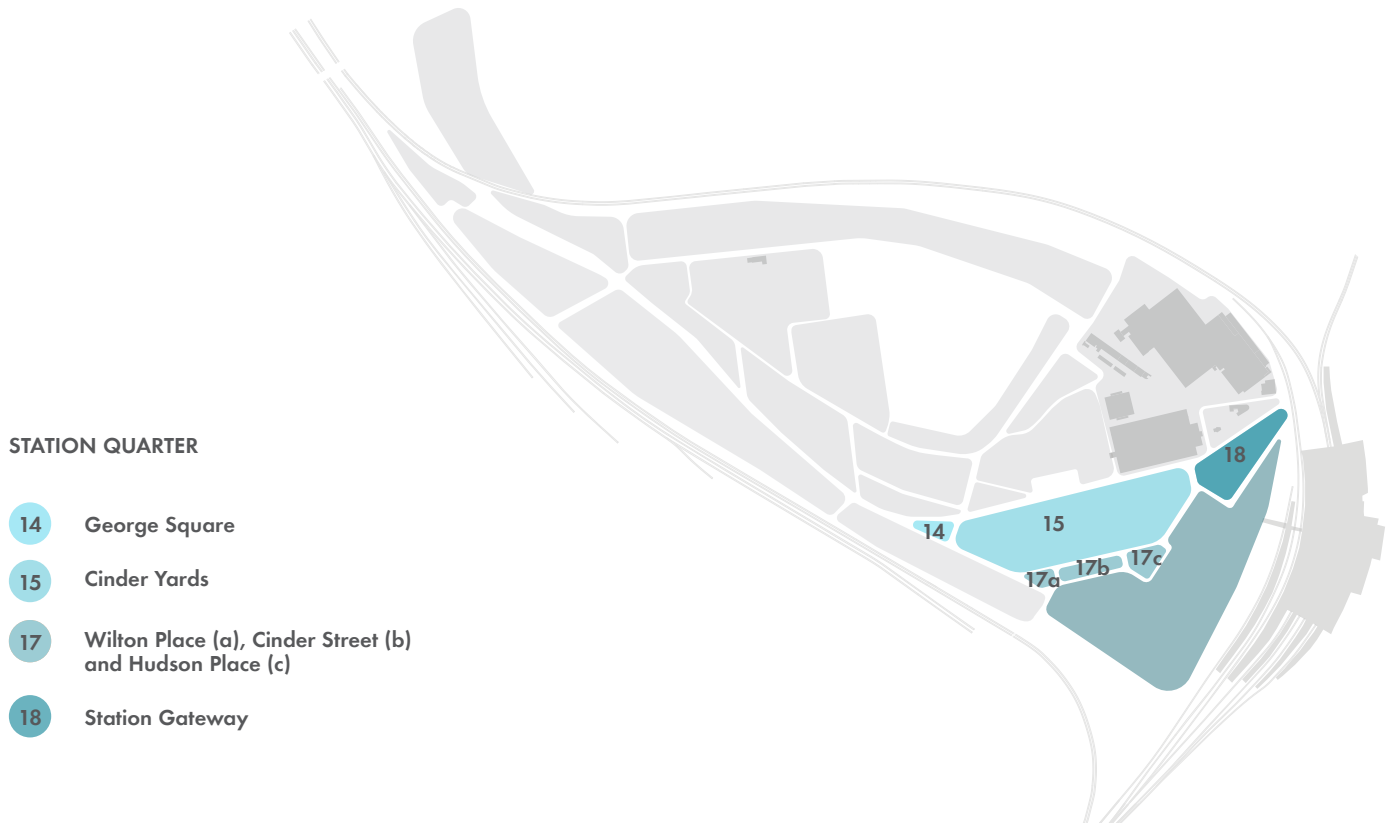 STATION QUARTER
14 George Square
15 Cinder Yards
17 Wilton Place (a), Cinder Street (b)
and Hudson Place (c)
18 Station Gateway
18
15
14
17c
17b
17a